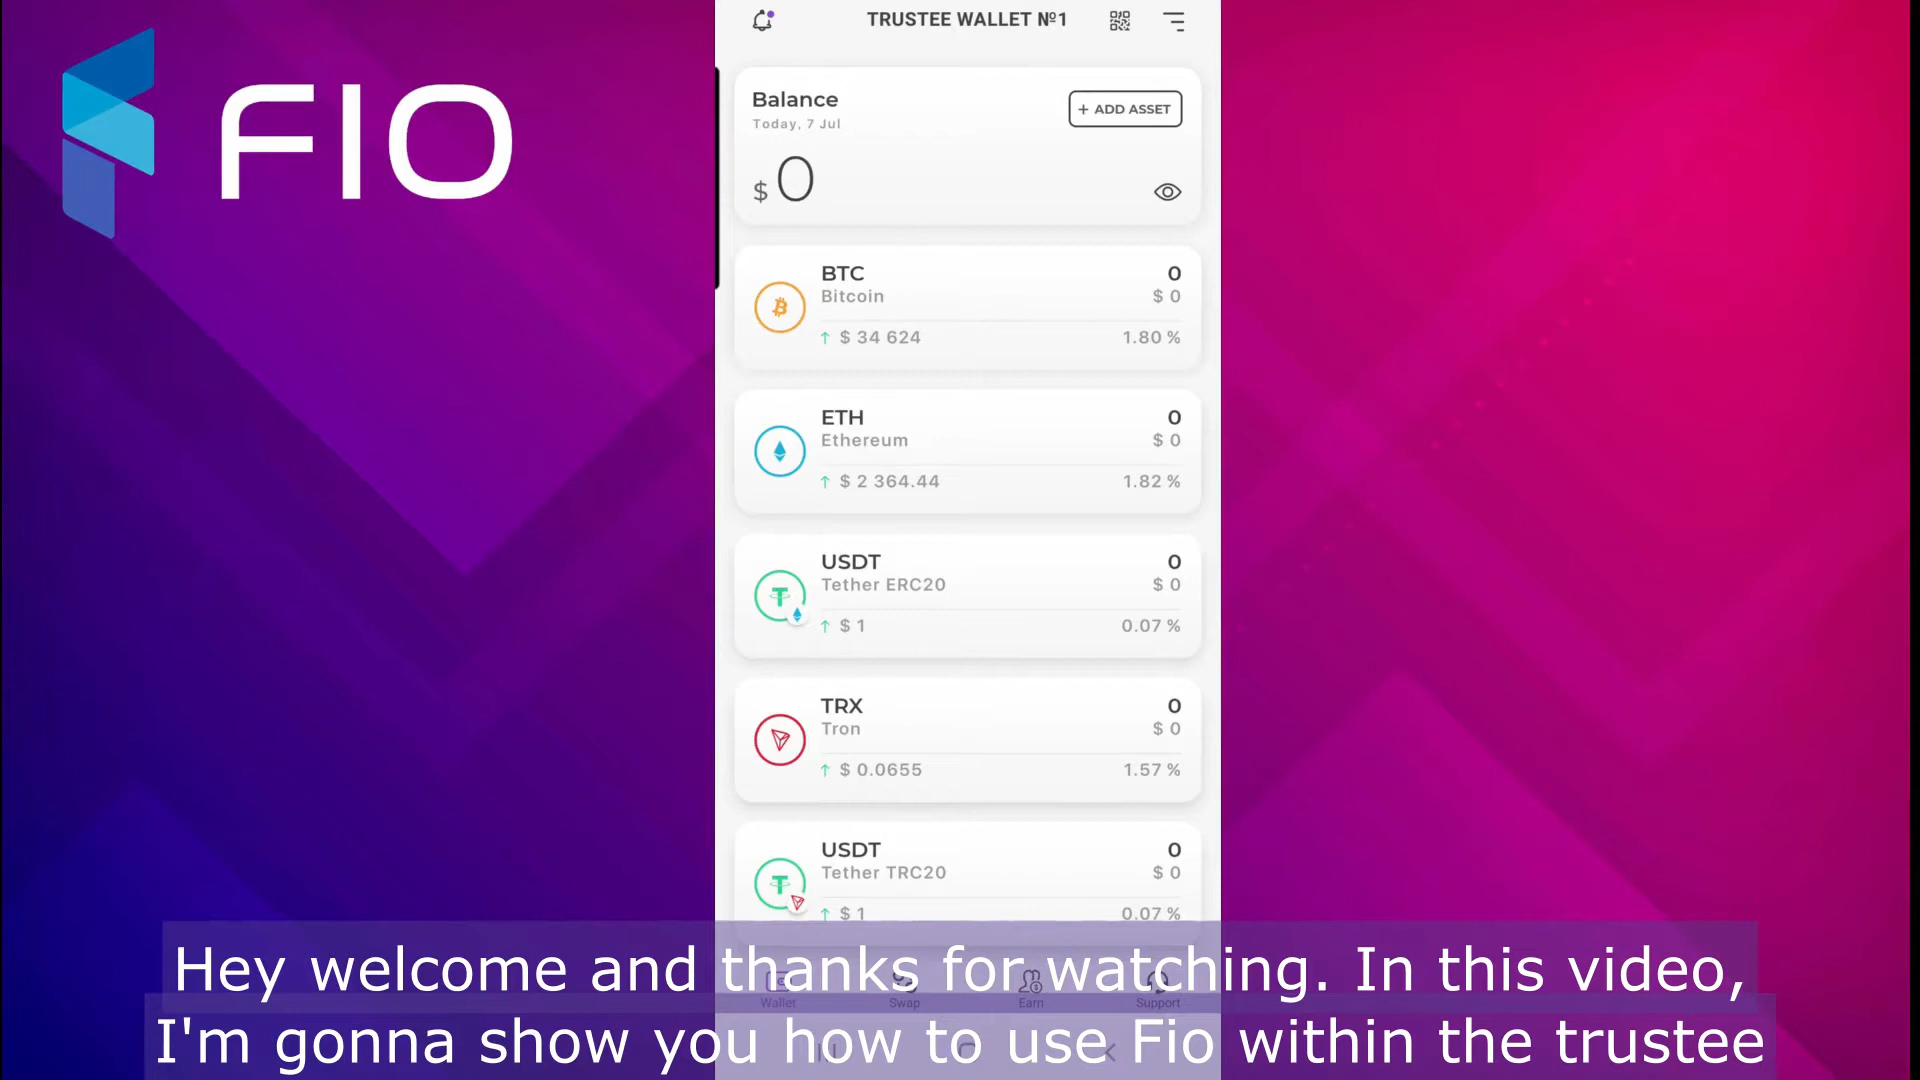 FIO
TRUSTEE WALLET №1
Balance
Today, 7 Jul
+ ADD ASSET
$ 0
BTC 0
Bitcoin $ 0
↑ $ 34 624 1.80 %
ETH 0
Ethereum $ 0
↑ $ 2 364.44 1.82 %
USDT 0
Tether ERC20 $ 0
↑ $ 1 0.07 %
TRX 0
Tron $ 0
↑ $ 0.0655 1.57 %
USDT 0
Tether TRC20 $ 0
↑ $ 1 0.07 %
Wallet Swap Earn Support
Hey welcome and thanks for watching. In this video,
I'm gonna show you how to use Fio within the trustee